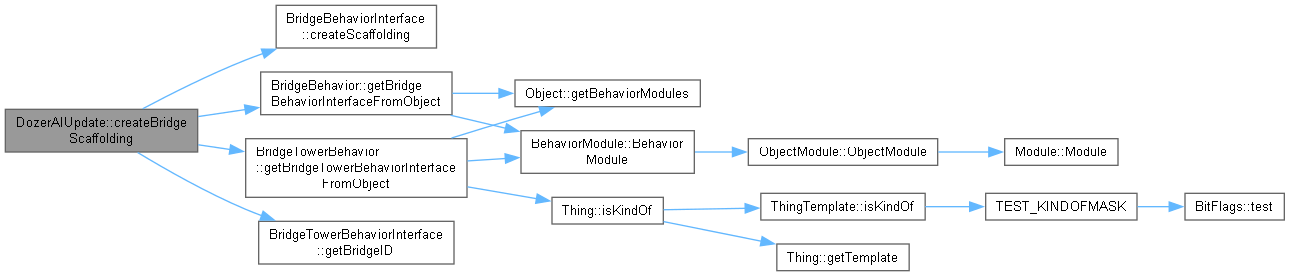 DozerAIUpdate::createBridge
Scaffolding
BridgeBehaviorInterface
::createScaffolding
BridgeBehavior::getBridge
BehaviorInterfaceFromObject
BridgeTowerBehavior
::getBridgeTowerBehaviorInterface
FromObject
BridgeTowerBehaviorInterface
::getBridgeID
Object::getBehaviorModules
BehaviorModule::Behavior
Module
Thing::isKindOf
ObjectModule::ObjectModule
ThingTemplate::isKindOf
Thing::getTemplate
Module::Module
TEST_KINDOFMASK
BitFlags::test